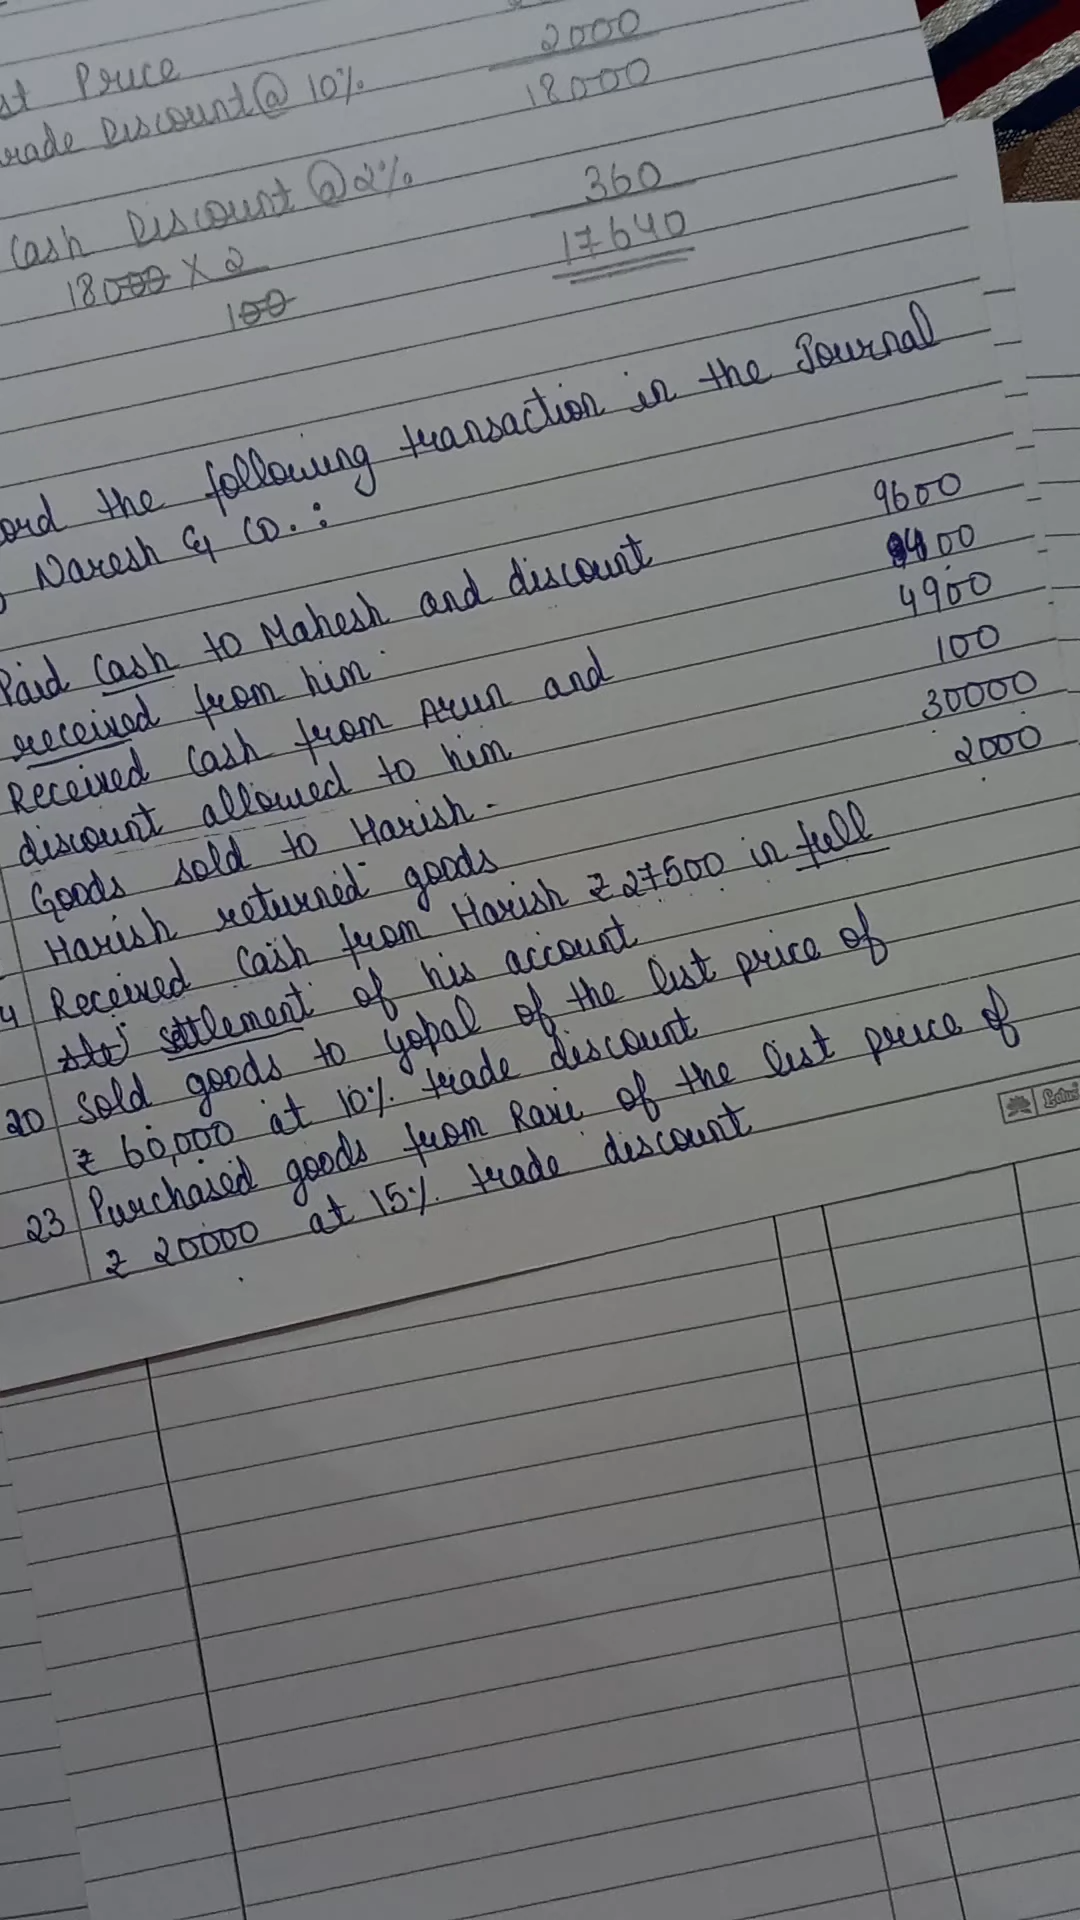 st Price 2000
rade Discount@ 10% 18000
Cash Discount @2% 360
18000 × 2 17640
100
ord the following transaction in the Journal
Naresh & CO. :
Paid Cash to Mahesh and discount 9600
received from him 400
Received Cash from Arun and 4900
discount allowed to him 100
Goods sold to Harish - 30000
Harish returned goods 2000
4 Received Cash from Harish ₹27500 in full
settlement of his account
20 Sold goods to Gopal of the list price of
₹ 60,000 at 10% trade discount
23 Purchased goods from Ravi of the list price of
₹ 20000 at 15% trade discount
Lotus